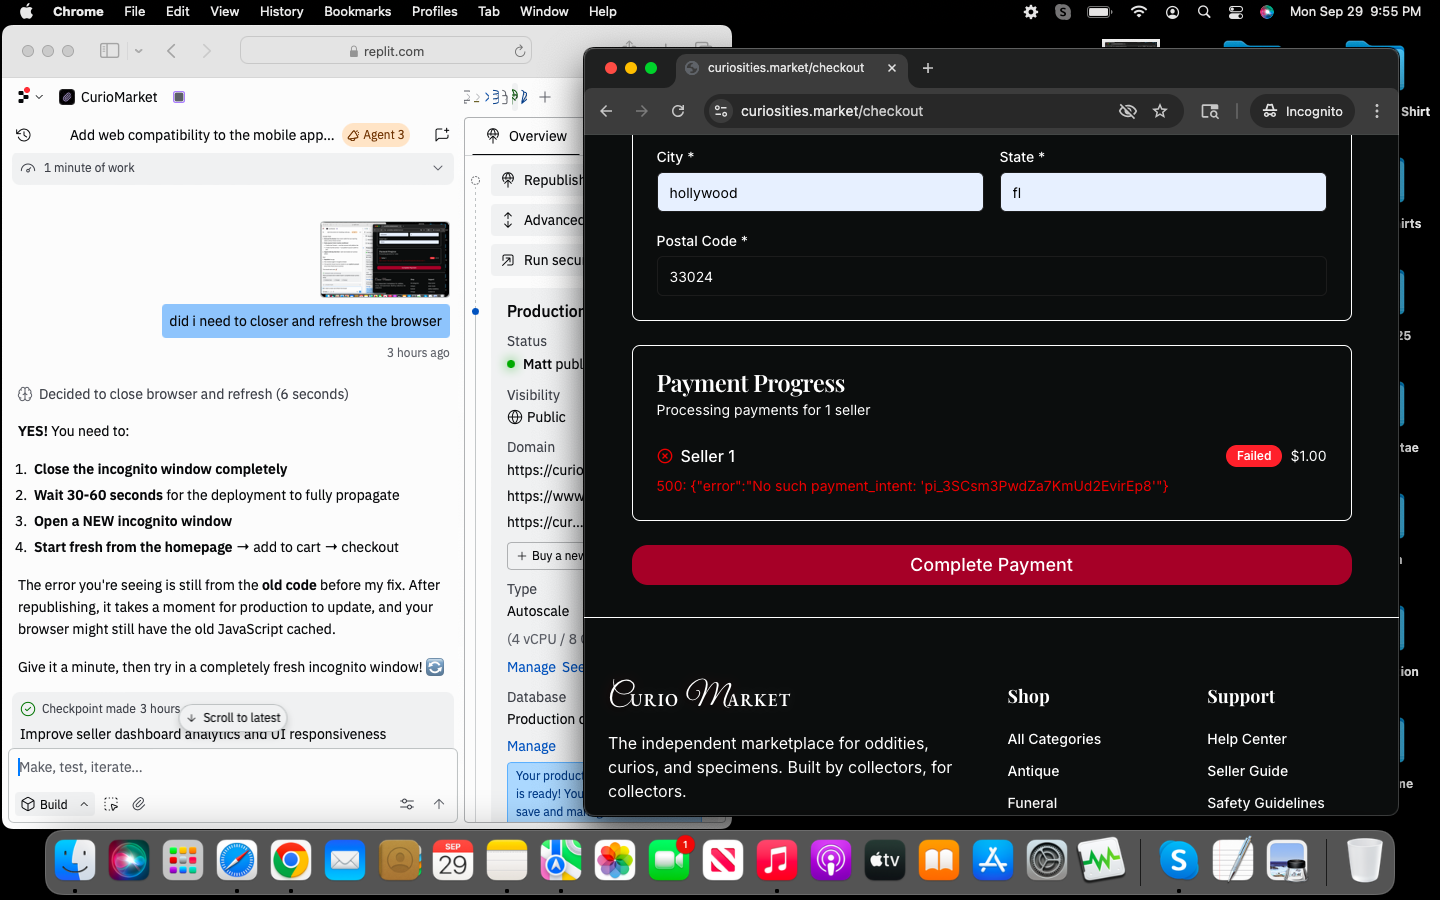 Chrome File Edit View History Bookmarks Profiles Tab Window Help
Mon Sep 29 9:55 PM
replit.com
CurioMarket
Add web compatibility to the mobile app...
Agent 3
1 minute of work
did i need to closer and refresh the browser
3 hours ago
Decided to close browser and refresh (6 seconds)
YES! You need to:
1. Close the incognito window completely
2. Wait 30-60 seconds for the deployment to fully propagate
3. Open a NEW incognito window
4. Start fresh from the homepage → add to cart → checkout
The error you're seeing is still from the old code before my fix. After
republishing, it takes a moment for production to update, and your
browser might still have the old JavaScript cached.
Give it a minute, then try in a completely fresh incognito window!
Checkpoint made 3 hours
Scroll to latest
Improve seller dashboard analytics and UI responsiveness
Make, test, iterate...
Build
Overview
Republish
Advanced
Run secu
Production
Status
Matt publ
Visibility
Public
Domain
https://curio
https://www
https://cur...
Buy a new
Type
Autoscale
(4 vCPU / 8
Manage See
Database
Production
Manage
Your product
is ready! You
save and man
curiosities.market/checkout
curiosities.market/checkout
Incognito
City *
State *
hollywood
fl
Postal Code *
33024
Payment Progress
Processing payments for 1 seller
Seller 1
Failed
$1.00
500: {"error":"No such payment_intent: 'pi_3SCsm3PwdZa7KmUd2EvirEp8'"}
Complete Payment
Curio Market
The independent marketplace for oddities,
curios, and specimens. Built by collectors, for
collectors.
Shop
All Categories
Antique
Funeral
Support
Help Center
Seller Guide
Safety Guidelines
Shirt
irts
25
tae
ion
me
SEP
29
1
tv